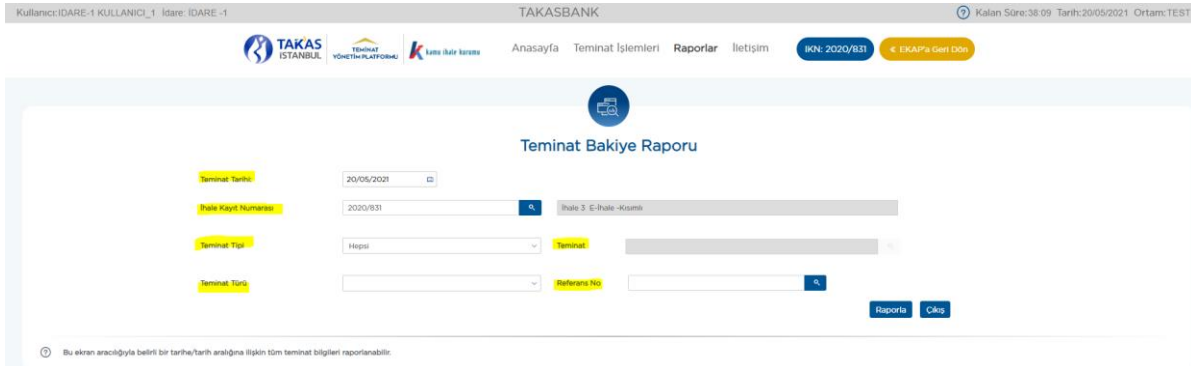 Kullanıcı:IDARE-1 KULLANICI_1 İdare: İDARE -1 TAKASBANK Kalan Süre:38:09 Tarih:20/05/2021 Ortam:TEST
TAKAS İSTANBUL TEMİNAT YÖNETİM PLATFORMU kamu ihale kurumu Anasayfa Teminat İşlemleri Raporlar İletişim IKN: 2020/831 « EKAP'a Geri Dön
Teminat Bakiye Raporu
Teminat Tarihi: 20/05/2021
İhale Kayıt Numarası 2020/831 İhale 3 E-İhale -Kısımlı
Teminat Tipi Hepsi Teminat
Teminat Türü Referans No
Raporla Çıkış
Bu ekran aracılığıyla belirli bir tarihe/tarih aralığına ilişkin tüm teminat bilgileri raporlanabilir.